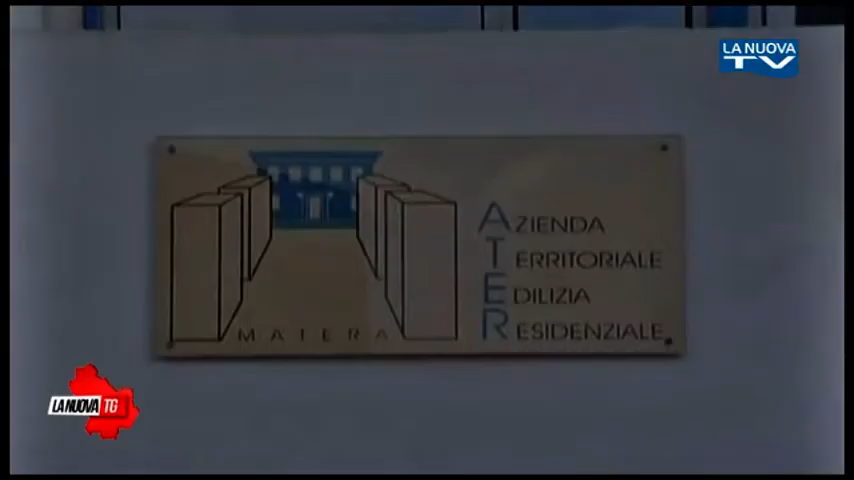 LA NUOVA
TV
AZIENDA
TERRITORIALE
EDILIZIA
RESIDENZIALE
MATERA
LA NUOVA TG